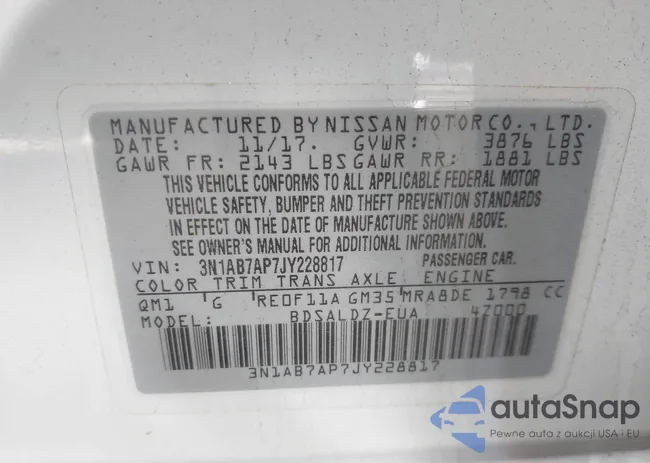 MANUFACTURED BY NISSAN MOTOR CO., LTD.
DATE: 11/17. GVWR: 3876 LBS
GAWR FR: 2143 LBS GAWR RR: 1881 LBS
THIS VEHICLE CONFORMS TO ALL APPLICABLE FEDERAL MOTOR
VEHICLE SAFETY, BUMPER AND THEFT PREVENTION STANDARDS
IN EFFECT ON THE DATE OF MANUFACTURE SHOWN ABOVE.
SEE OWNER'S MANUAL FOR ADDITIONAL INFORMATION.
VIN: 3N1AB7AP7JY228817 PASSENGER CAR.
COLOR TRIM TRANS AXLE ENGINE
QM1 G RE0F11A GM35 MRA8DE 1798 CC
MODEL: BDSALDZ-EUA 4Z000
3N1AB7AP7JY228817
autaSnap
Pewne auta z aukcji USA i EU